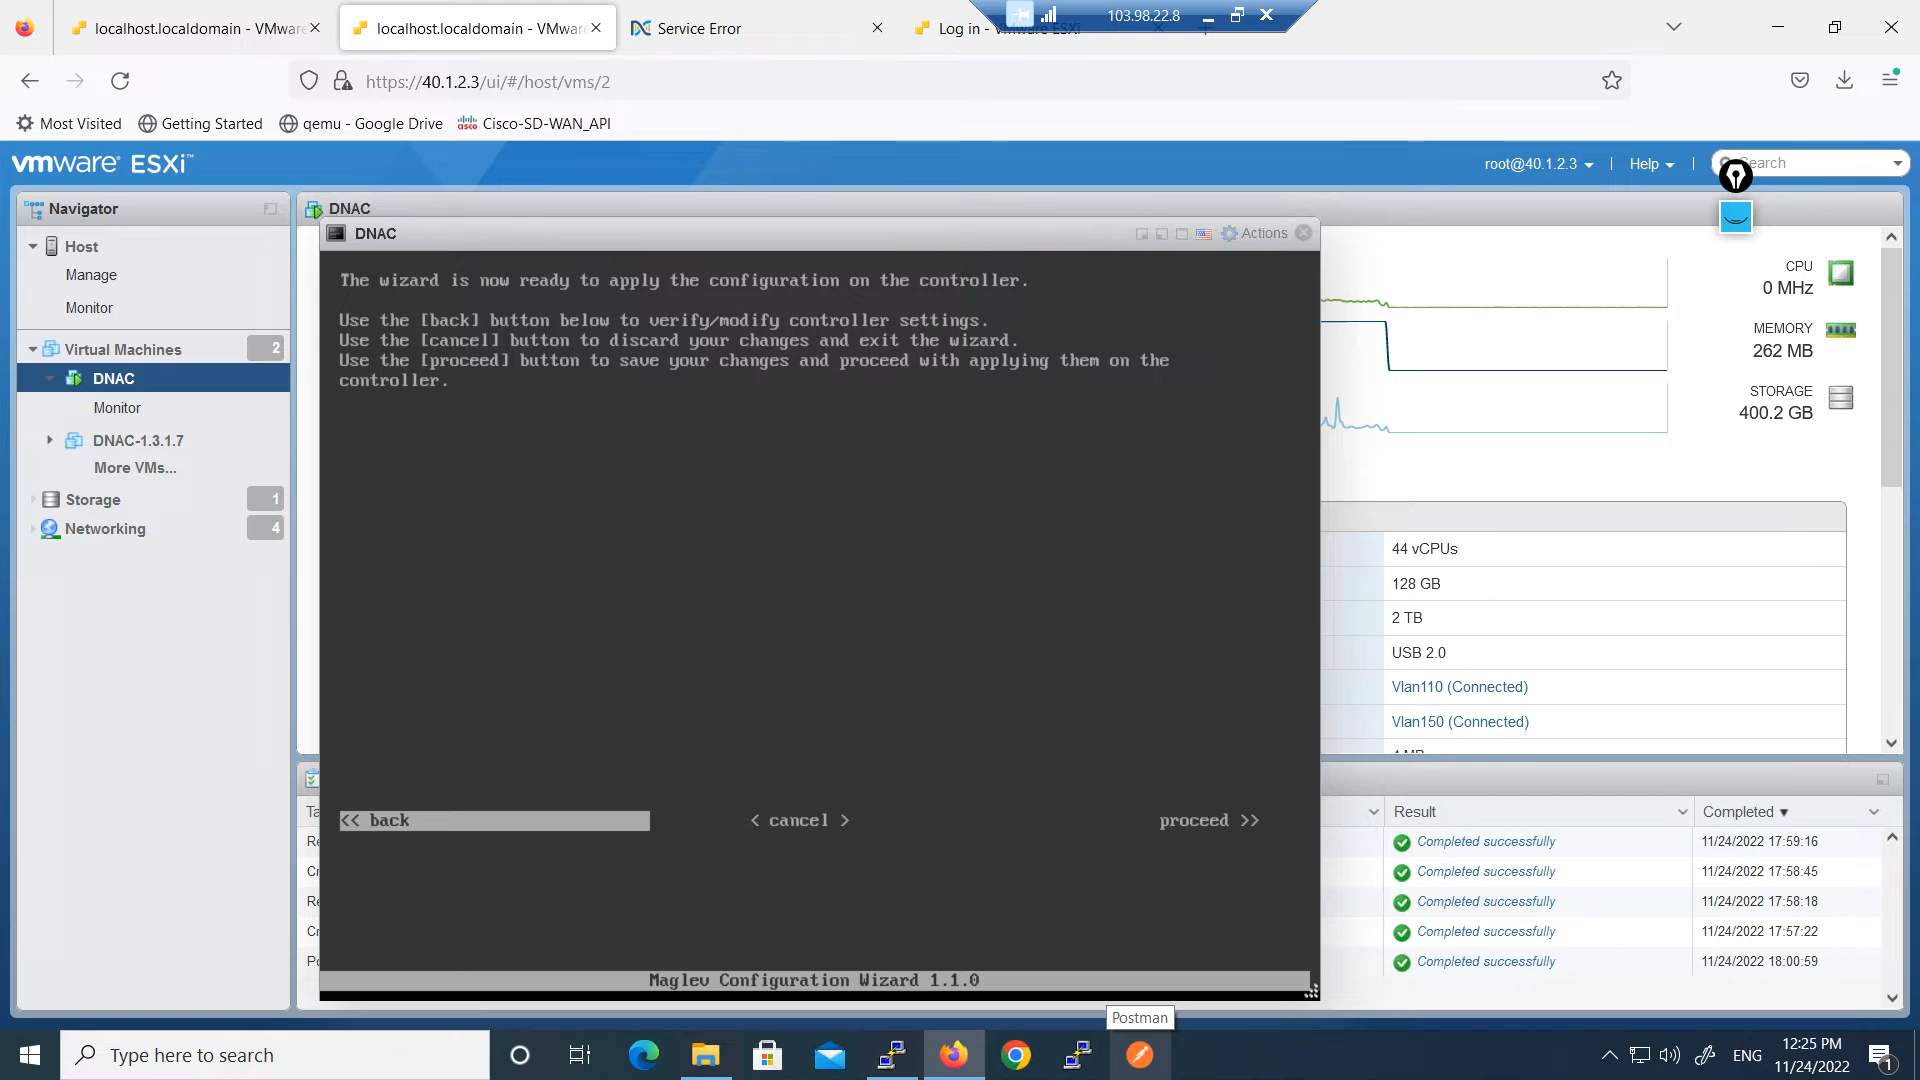 localhost.localdomain - VMware
localhost.localdomain - VMware
Service Error
Log in - VMware ESXi
103.98.22.8
https://40.1.2.3/ui/#/host/vms/2
Most Visited
Getting Started
qemu - Google Drive
Cisco-SD-WAN_API
vmware ESXi
root@40.1.2.3
Help
Search
Navigator
Host
Manage
Monitor
Virtual Machines
2
DNAC
Monitor
DNAC-1.3.1.7
More VMs...
Storage
1
Networking
4
DNAC
DNAC
Actions
The wizard is now ready to apply the configuration on the controller.
Use the [back] button below to verify/modify controller settings.
Use the [cancel] button to discard your changes and exit the wizard.
Use the [proceed] button to save your changes and proceed with applying them on the
controller.
<< back
< cancel >
proceed >>
Maglev Configuration Wizard 1.1.0
CPU
0 MHz
MEMORY
262 MB
STORAGE
400.2 GB
44 vCPUs
128 GB
2 TB
USB 2.0
Vlan110 (Connected)
Vlan150 (Connected)
Ta
Result
Completed ▼
Re
Completed successfully
11/24/2022 17:59:16
Cr
Completed successfully
11/24/2022 17:58:45
Re
Completed successfully
11/24/2022 17:58:18
Cr
Completed successfully
11/24/2022 17:57:22
Po
Completed successfully
11/24/2022 18:00:59
Postman
Type here to search
ENG
12:25 PM
11/24/2022
1